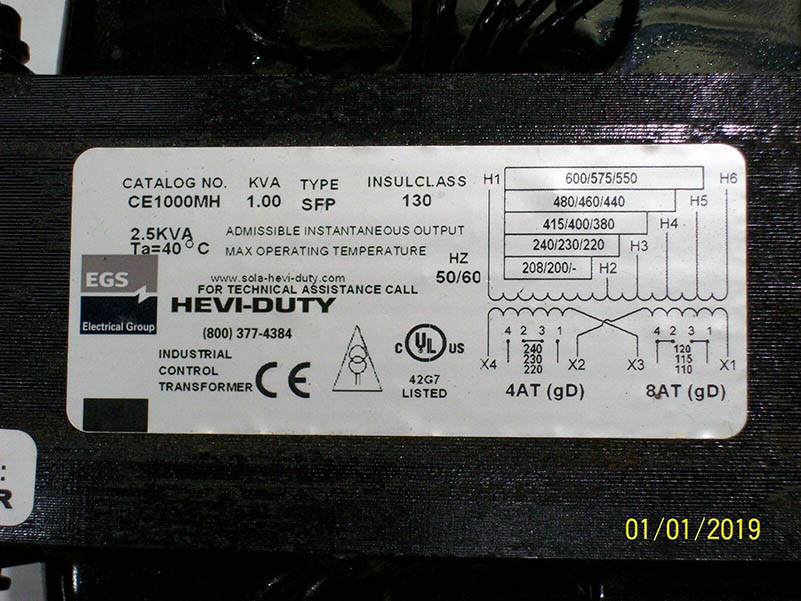 CATALOG NO. KVA TYPE INSULCLASS
CE1000MH 1.00 SFP 130
2.5KVA ADMISSIBLE INSTANTANEOUS OUTPUT
Ta=40°C MAX OPERATING TEMPERATURE
HZ
50/60
www.sola-hevi-duty.com
FOR TECHNICAL ASSISTANCE CALL
EGS
Electrical Group
HEVI-DUTY
(800) 377-4384
INDUSTRIAL
CONTROL
TRANSFORMER
CE
c UL US
42G7
LISTED
H1 600/575/550 H6
480/460/440 H5
415/400/380 H4
240/230/220 H3
208/200/- H2
4 2 3 1 4 2 3 1
240 120
230 115
220 110
X4 X2 X3 X1
4AT (gD) 8AT (gD)
:
R
01/01/2019